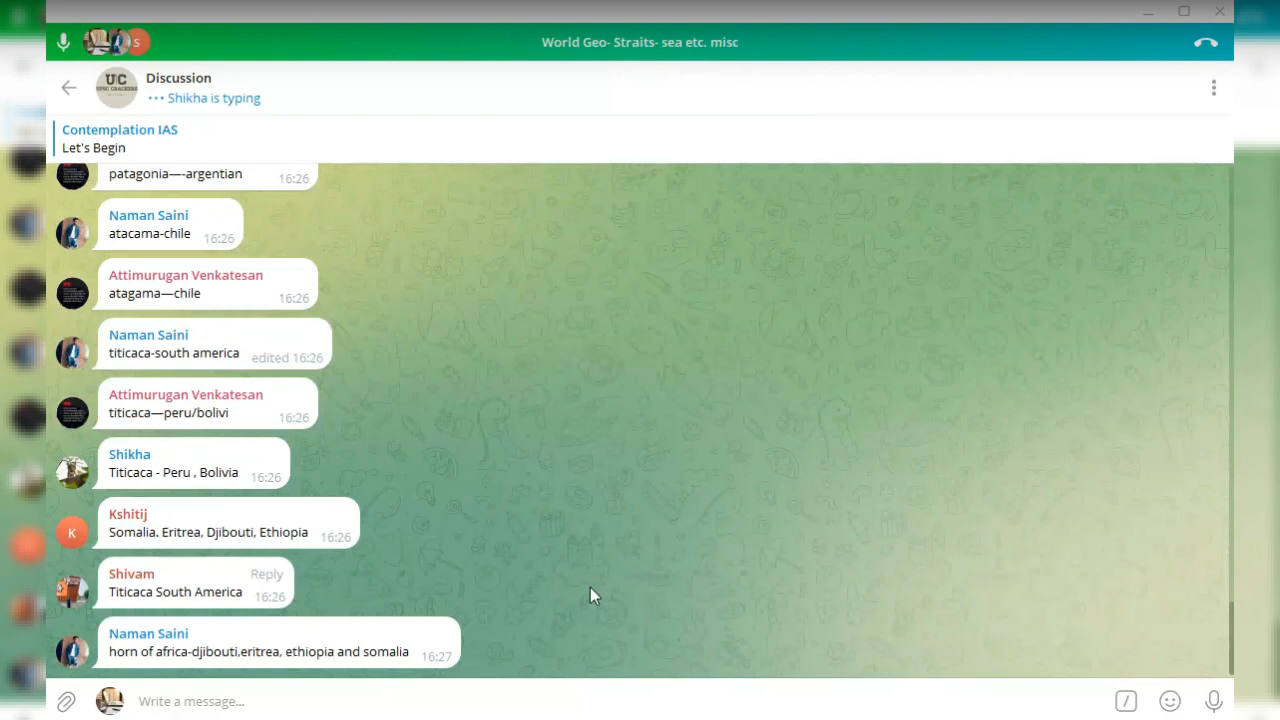 S
World Geo- Straits- sea etc. misc
UC
UPSC CRACKERS
Discussion
Shikha is typing
Contemplation IAS
Let's Begin
patagonia—-argentian
16:26
Naman Saini
atacama-chile
16:26
Attimurugan Venkatesan
atagama—chile
16:26
Naman Saini
titicaca-south america
edited 16:26
Attimurugan Venkatesan
titicaca—peru/bolivi
16:26
Shikha
Titicaca - Peru , Bolivia
16:26
K
Kshitij
Somalia. Eritrea, Djibouti, Ethiopia
16:26
Shivam Reply
Titicaca South America
16:26
Naman Saini
horn of africa-djibouti,eritrea, ethiopia and somalia
16:27
Write a message...